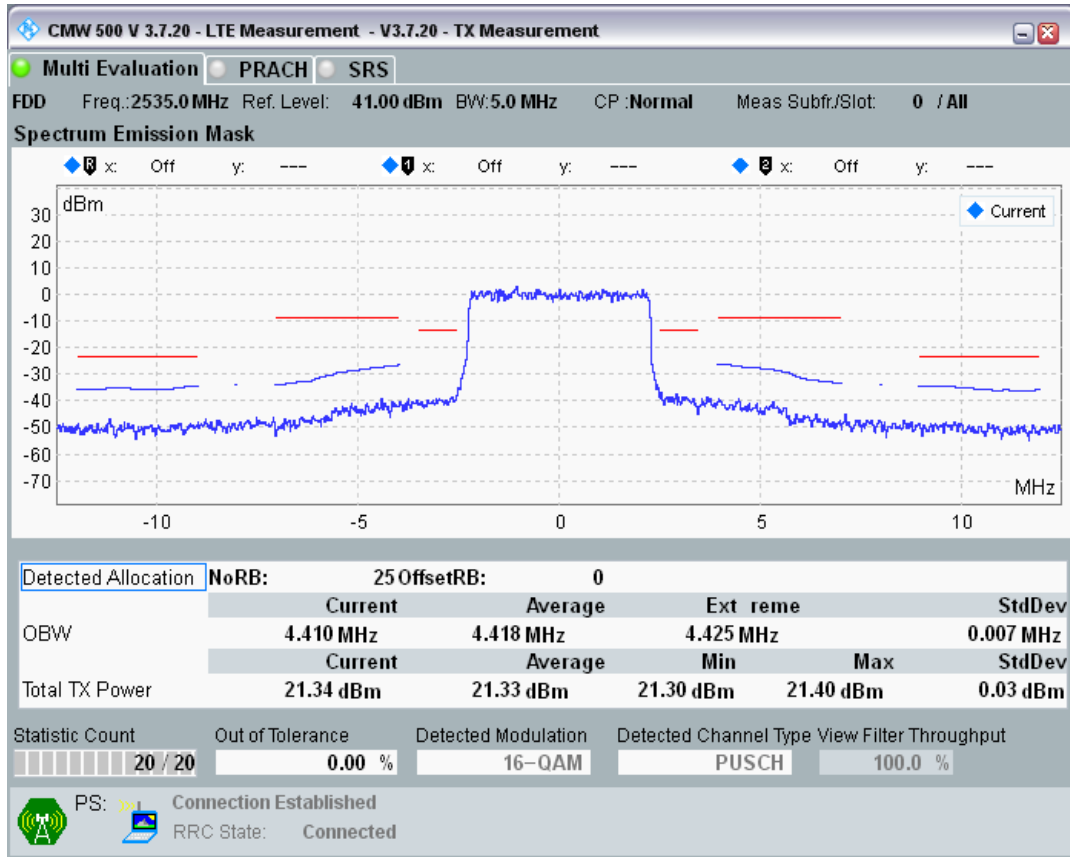 CMW 500 V 3.7.20 - LTE Measurement - V3.7.20 - TX Measurement
Multi Evaluation PRACH SRS
FDD Freq.:2535.0 MHz Ref. Level: 41.00 dBm BW:5.0 MHz CP :Normal Meas Subfr./Slot: 0 / All
Spectrum Emission Mask
R x: Off y: --- 1 x: Off y: --- 2 x: Off y: ---
dBm
Current
30
20
10
0
-10
-20
-30
-40
-50
-60
-70
MHz
-10 -5 0 5 10
Detected Allocation NoRB: 25 OffsetRB: 0
Current Average Ext reme StdDev
OBW 4.410 MHz 4.418 MHz 4.425 MHz 0.007 MHz
Current Average Min Max StdDev
Total TX Power 21.34 dBm 21.33 dBm 21.30 dBm 21.40 dBm 0.03 dBm
Statistic Count Out of Tolerance Detected Modulation Detected Channel Type View Filter Throughput
20 / 20 0.00 % 16-QAM PUSCH 100.0 %
PS: Connection Established
RRC State: Connected